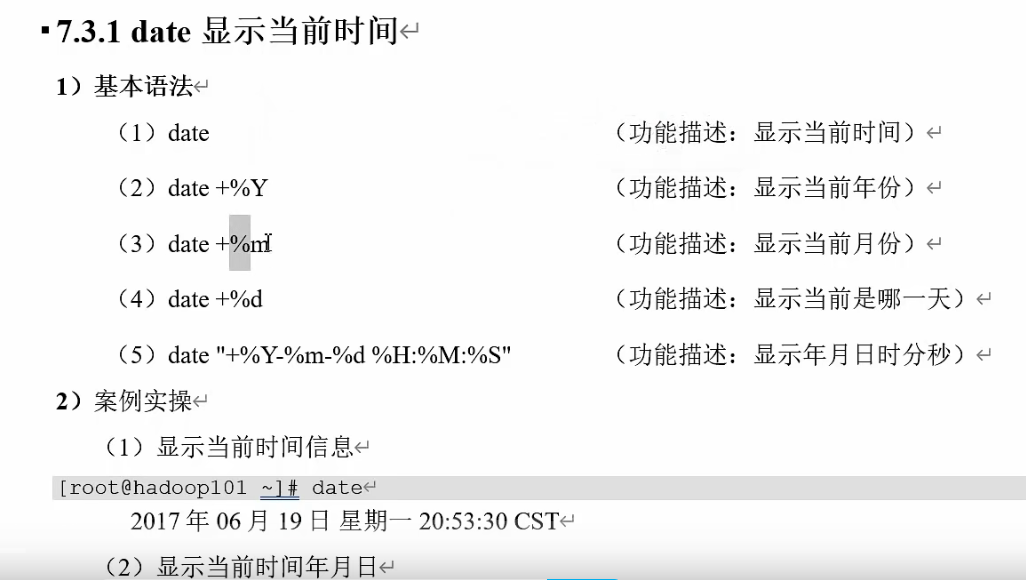 ▪7.3.1 date 显示当前时间↵
1）基本语法↵
（1）date （功能描述：显示当前时间）↵
（2）date +%Y （功能描述：显示当前年份）↵
（3）date +%m （功能描述：显示当前月份）↵
（4）date +%d （功能描述：显示当前是哪一天）↵
（5）date "+%Y-%m-%d %H:%M:%S" （功能描述：显示年月日时分秒）↵
2）案例实操↵
（1）显示当前时间信息↵
[root@hadoop101 ~]# date↵
2017 年 06 月 19 日 星期一 20:53:30 CST↵
（2）显示当前时间年月日↵